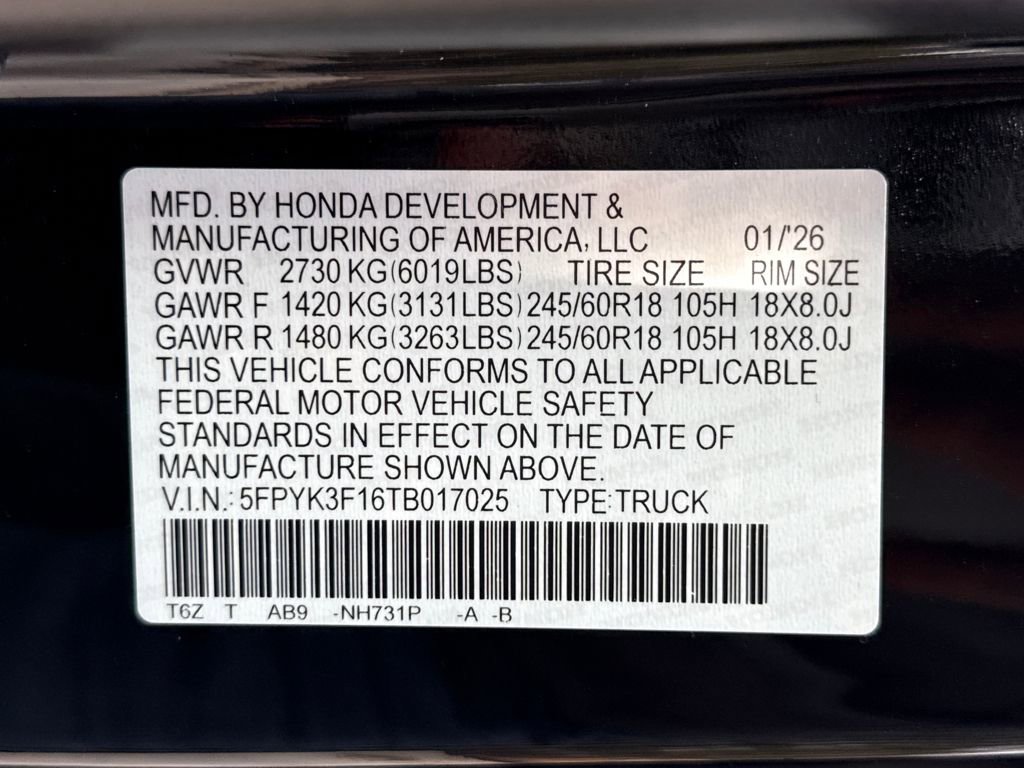 MFD. BY HONDA DEVELOPMENT &
MANUFACTURING OF AMERICA, LLC 01/'26
GVWR 2730 KG(6019LBS) TIRE SIZE RIM SIZE
GAWR F 1420 KG(3131LBS) 245/60R18 105H 18X8.0J
GAWR R 1480 KG(3263LBS) 245/60R18 105H 18X8.0J
THIS VEHICLE CONFORMS TO ALL APPLICABLE
FEDERAL MOTOR VEHICLE SAFETY
STANDARDS IN EFFECT ON THE DATE OF
MANUFACTURE SHOWN ABOVE.
V.I.N.: 5FPYK3F16TB017025 TYPE:TRUCK
T6Z T AB9 -NH731P -A -B